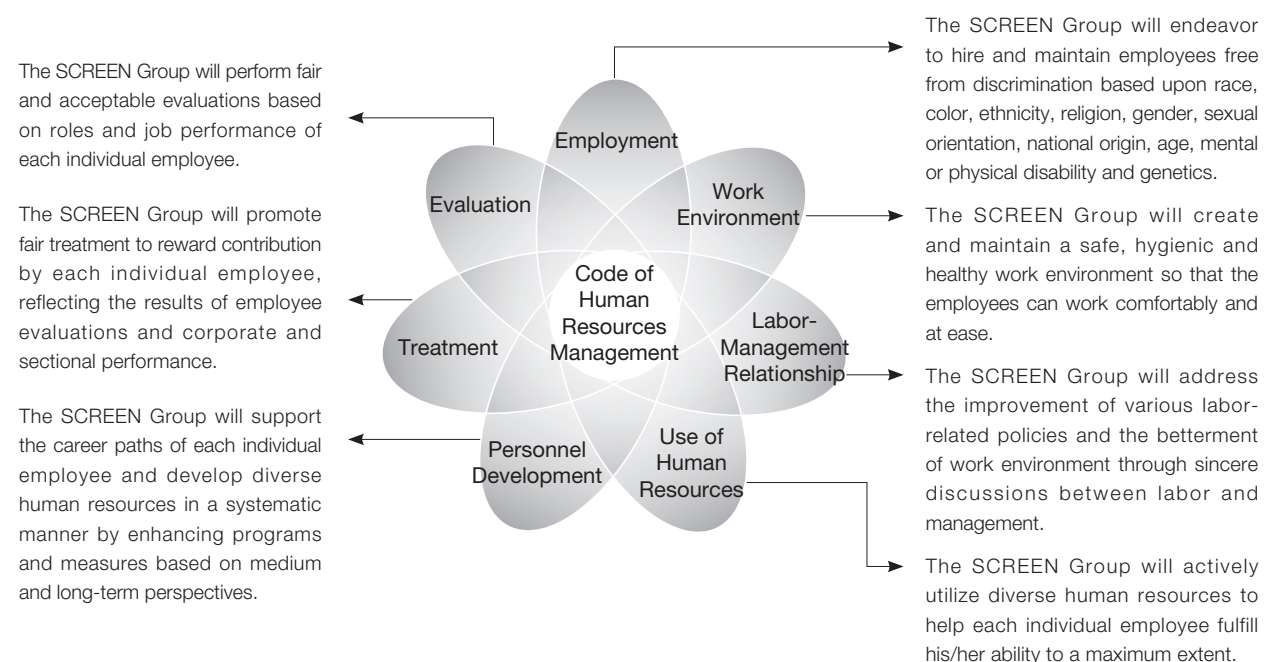 The SCREEN Group will perform fair
and acceptable evaluations based
on roles and job performance of
each individual employee.
The SCREEN Group will promote
fair treatment to reward contribution
by each individual employee,
reflecting the results of employee
evaluations and corporate and
sectional performance.
The SCREEN Group will support
the career paths of each individual
employee and develop diverse
human resources in a systematic
manner by enhancing programs
and measures based on medium
and long-term perspectives.
Employment
Evaluation
Work
Environment
Code of
Human
Resources
Management
Treatment
Labor-
Management
Relationship
Personnel
Development
Use of
Human
Resources
The SCREEN Group will endeavor
to hire and maintain employees free
from discrimination based upon race,
color, ethnicity, religion, gender, sexual
orientation, national origin, age, mental
or physical disability and genetics.
The SCREEN Group will create
and maintain a safe, hygienic and
healthy work environment so that the
employees can work comfortably and
at ease.
The SCREEN Group will address
the improvement of various labor-
related policies and the betterment
of work environment through sincere
discussions between labor and
management.
The SCREEN Group will actively
utilize diverse human resources to
help each individual employee fulfill
his/her ability to a maximum extent.